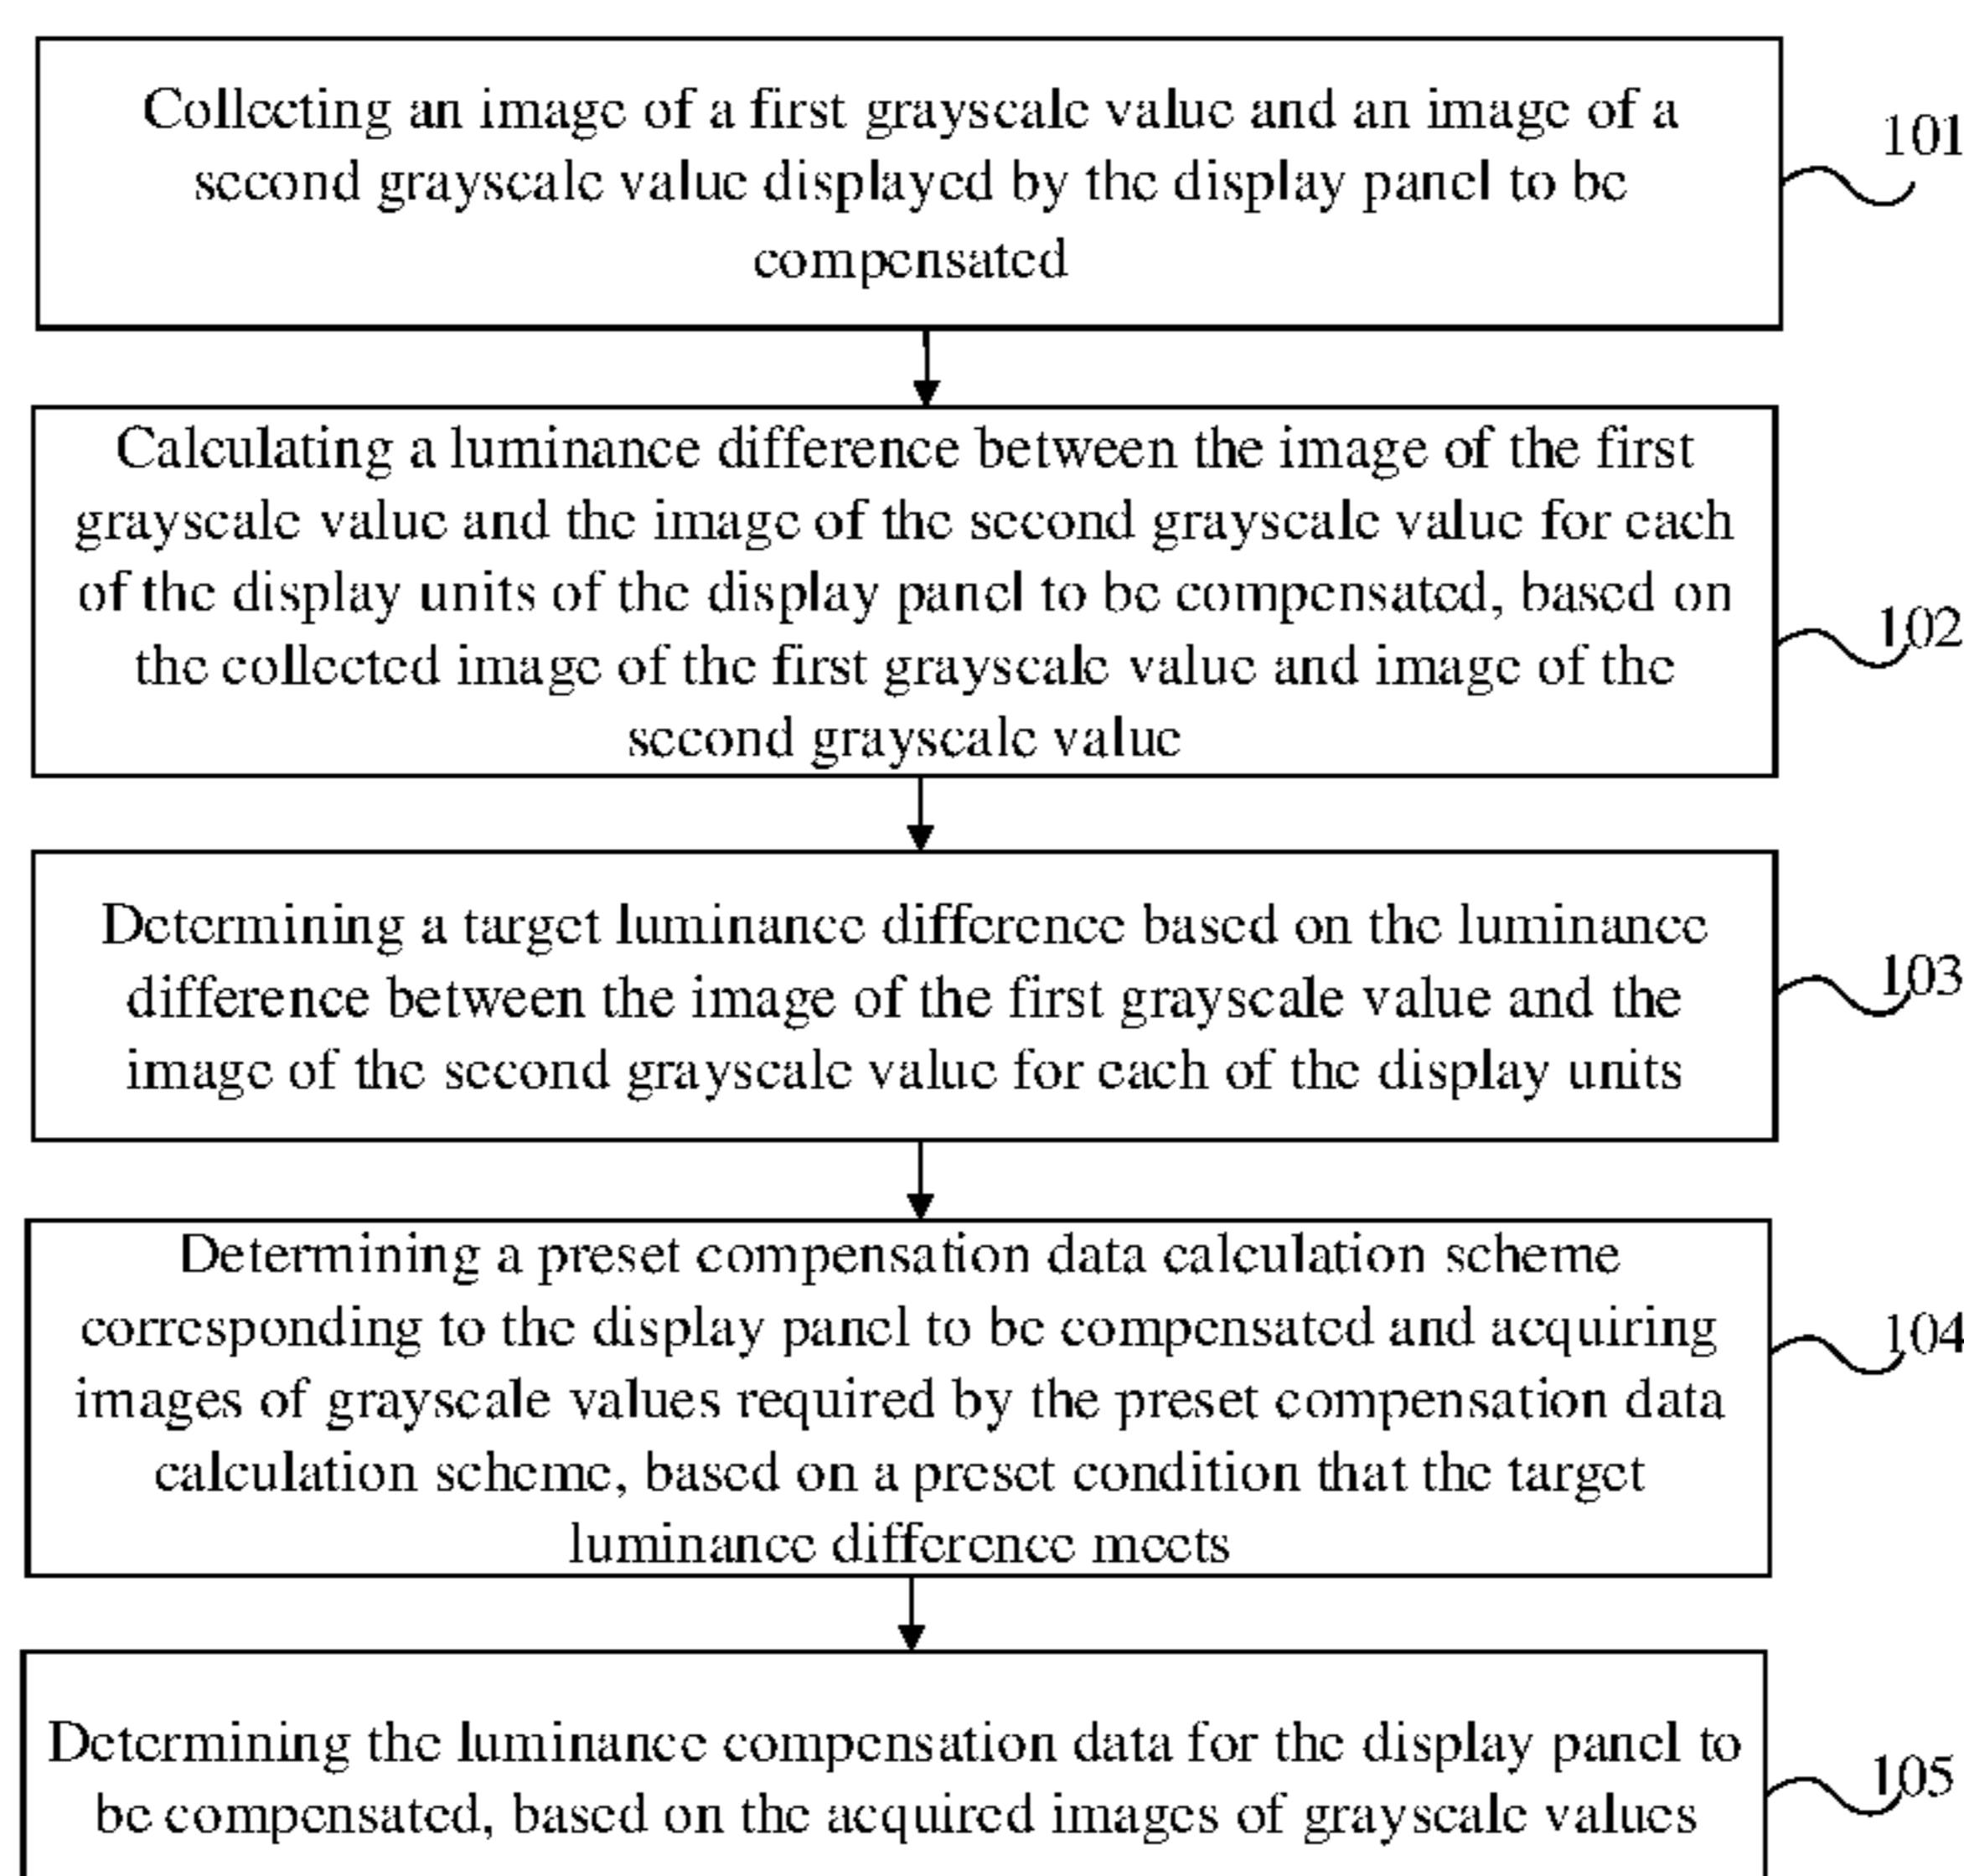 Collecting an image of a first grayscale value and an image of a
second grayscale value displayed by the display panel to be
compensated
101
Calculating a luminance difference between the image of the first
grayscale value and the image of the second grayscale value for each
of the display units of the display panel to be compensated, based on
the collected image of the first grayscale value and image of the
second grayscale value
102
Determining a target luminance difference based on the luminance
difference between the image of the first grayscale value and the
image of the second grayscale value for each of the display units
103
Determining a preset compensation data calculation scheme
corresponding to the display panel to be compensated and acquiring
images of grayscale values required by the preset compensation data
calculation scheme, based on a preset condition that the target
luminance difference meets
104
Determining the luminance compensation data for the display panel to
be compensated, based on the acquired images of grayscale values
105